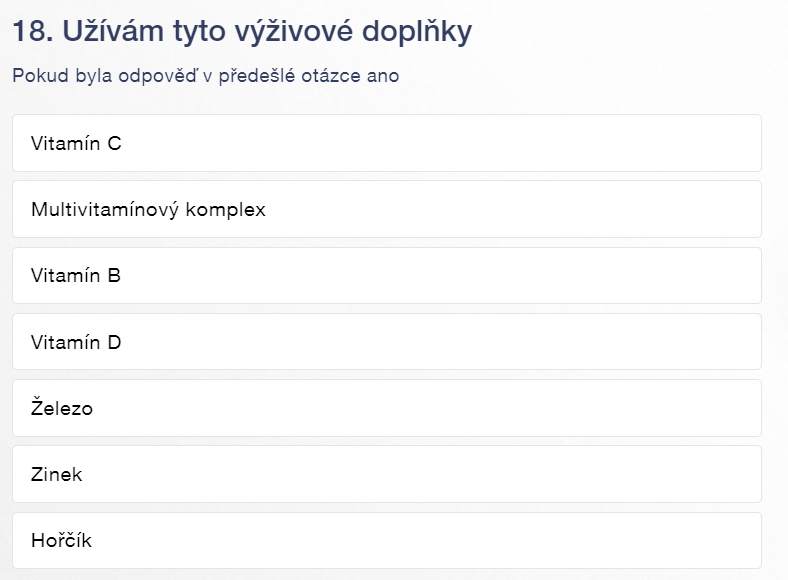 18. Užívám tyto výživové doplňky
Pokud byla odpověď v předešlé otázce ano
Vitamín C
Multivitamínový komplex
Vitamín B
Vitamín D
Železo
Zinek
Hořčík